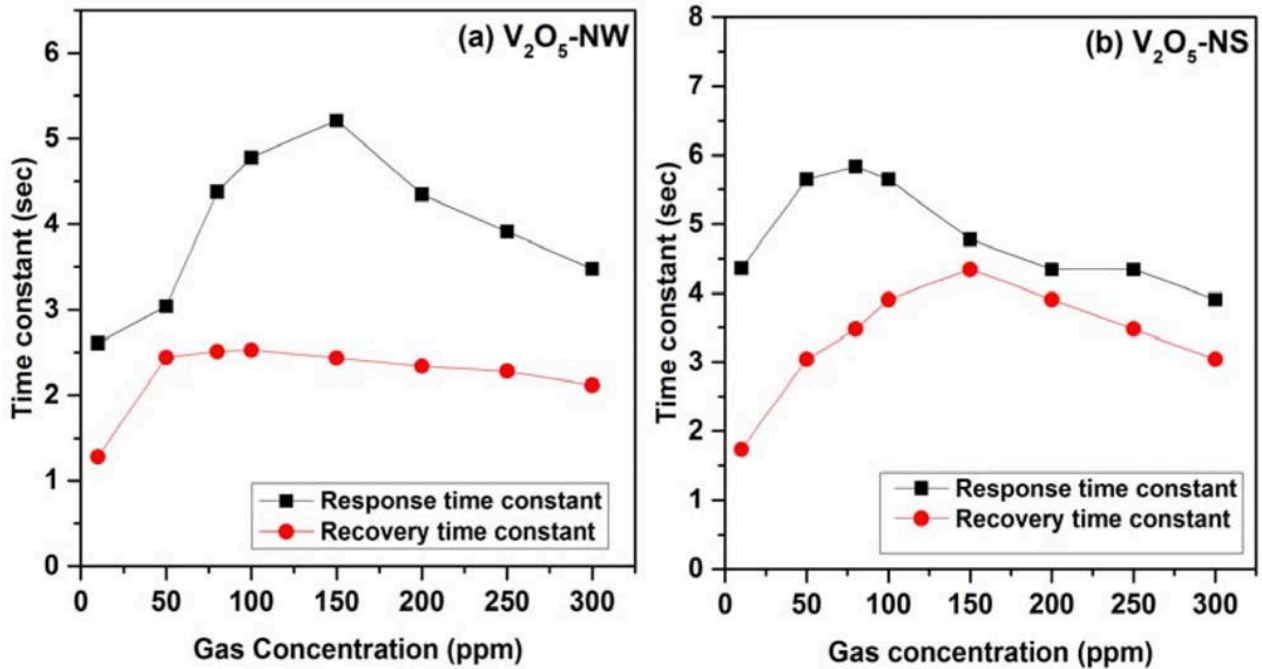 (a) V₂O₅-NW
6
5
4
3
2
1
0
Time constant (sec)
Response time constant
Recovery time constant
0 50 100 150 200 250 300
Gas Concentration (ppm)
(b) V₂O₅-NS
8
7
6
5
4
3
2
1
0
Time constant (sec)
Response time constant
Recovery time constant
0 50 100 150 200 250 300
Gas concentration (ppm)